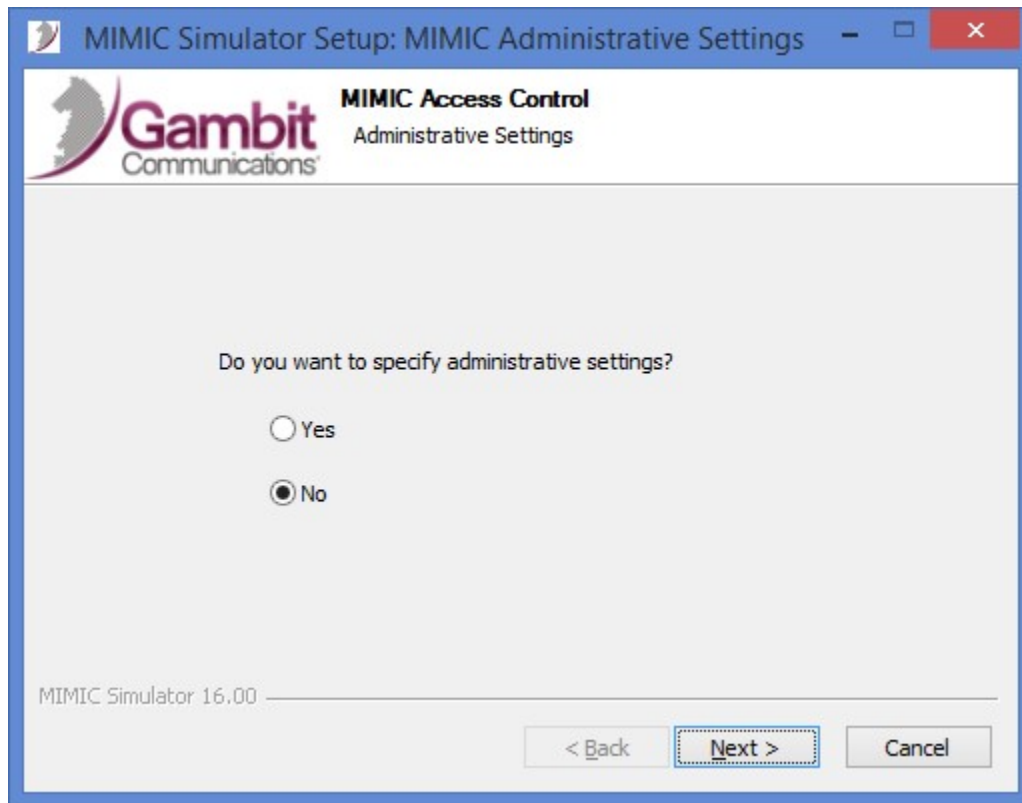 MIMIC Simulator Setup: MIMIC Administrative Settings
Gambit
Communications
MIMIC Access Control
Administrative Settings
Do you want to specify administrative settings?
Yes
No
MIMIC Simulator 16.00
< Back
Next >
Cancel